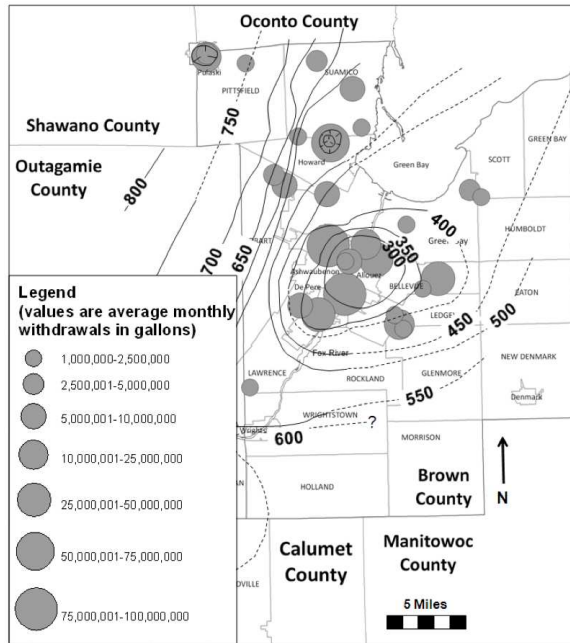 Oconto County
Pulaski
SUAMICO
PITTSFIELD
750
Shawano County
Outagamie
County
Howard
Green Bay
GREEN BAY
SCOTT
800
HUMBOLT
400
350
300
Green Bay
700
650
Ashwaubenon
Allouez
De Pere
BELLEVUE
EATON
450
500
Legend
(values are average monthly
withdrawals in gallons)
1,000,000-2,500,000
2,500,001-5,000,000
5,000,001-10,000,000
10,000,001-25,000,000
25,000,001-50,000,000
50,000,001-75,000,000
75,000,001-100,000,000
Fox River
NEW DENMARK
LAWRENCE
ROCKLAND
GLENMORE
550
Denmark
WRIGHTSTOWN
?
600
MORRISON
Brown
County
N
HOLLAND
Calumet
County
Manitowoc
County
5 Miles